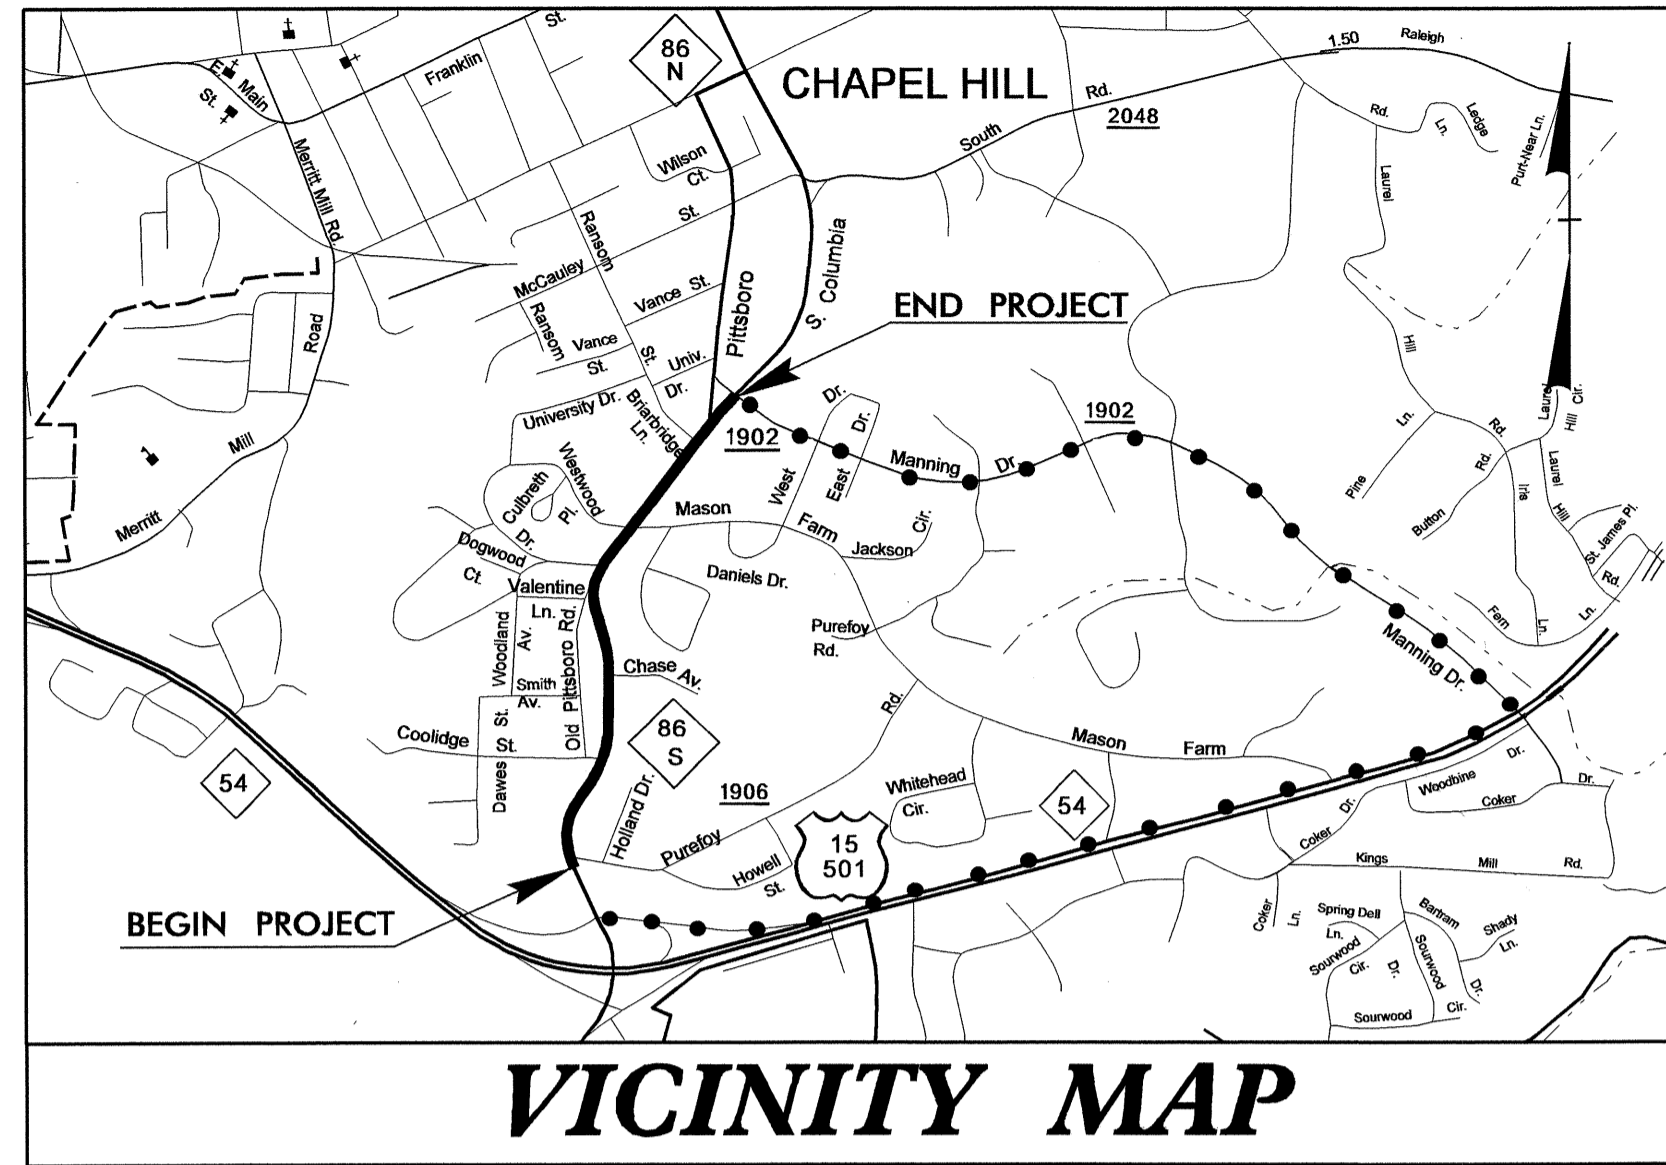 St.
86
N
CHAPEL HILL
1.50
Raleigh
Rd.
2048
South
Franklin
E. Main
St.
Merritt Mill Rd.
Wilson
Ct.
St.
Ransom
McCauley
Ransom
Vance St.
Vance
St.
St.
Univ.
Dr.
Pittsboro
S. Columbia
END PROJECT
Rd.
Ln.
Ledge
Purt-Near Ln.
Laurel
Hill
Rd.
Laurel
Hill Cir.
Road
Mill
Merritt
University Dr.
Briarbridge
Ln.
Westwood
Pl.
Culbreth
Dr.
Dogwood
Ct.
1902
West
Dr.
East
Dr.
Manning
Dr.
1902
Pine
Ln.
Button
Rd.
Iris
Ln.
Laurel
Hill
Rd.
St. James Pl.
Fern
Ln.
Mason
Farm
Jackson
Cir.
Daniels Dr.
Valentine
Ln.
Woodland
Av.
Old Pittsboro Rd.
Smith
Av.
Purefoy
Rd.
Chase Av.
Manning Dr.
Coolidge
St.
Dawes St.
86
S
Rd.
Mason
Farm
54
Holland Dr.
1906
Whitehead
Cir.
54
Dr.
Woodbine
Dr.
Coker
Coker
Dr.
Purefoy
Howell
St.
15
501
Kings
Mill
Rd.
BEGIN PROJECT
Coker
Ln.
Spring Dell
Ln.
Bartram
Dr.
Shady
Ln.
Sourwood
Cir.
Dr.
Sourwood
Cir.
Sourwood
VICINITY MAP